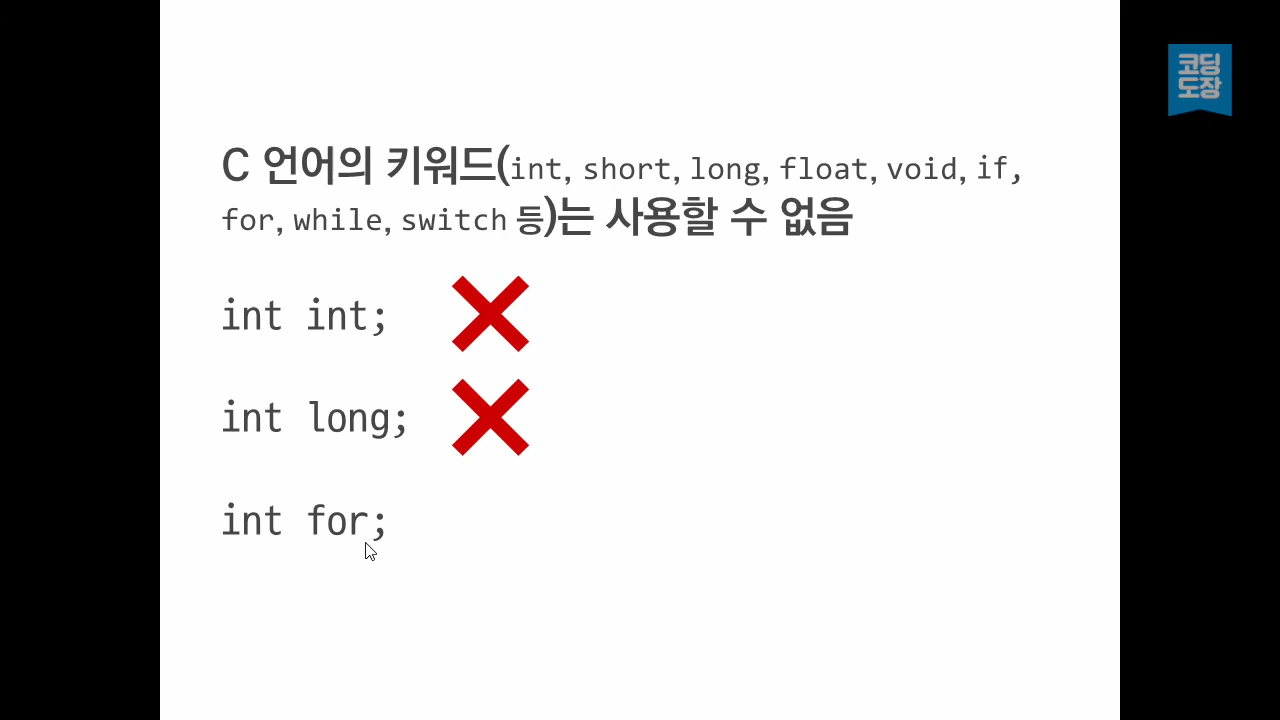 코딩
도장
C 언어의 키워드(int, short, long, float, void, if,
for, while, switch 등)는 사용할 수 없음
int int;
int long;
int for;